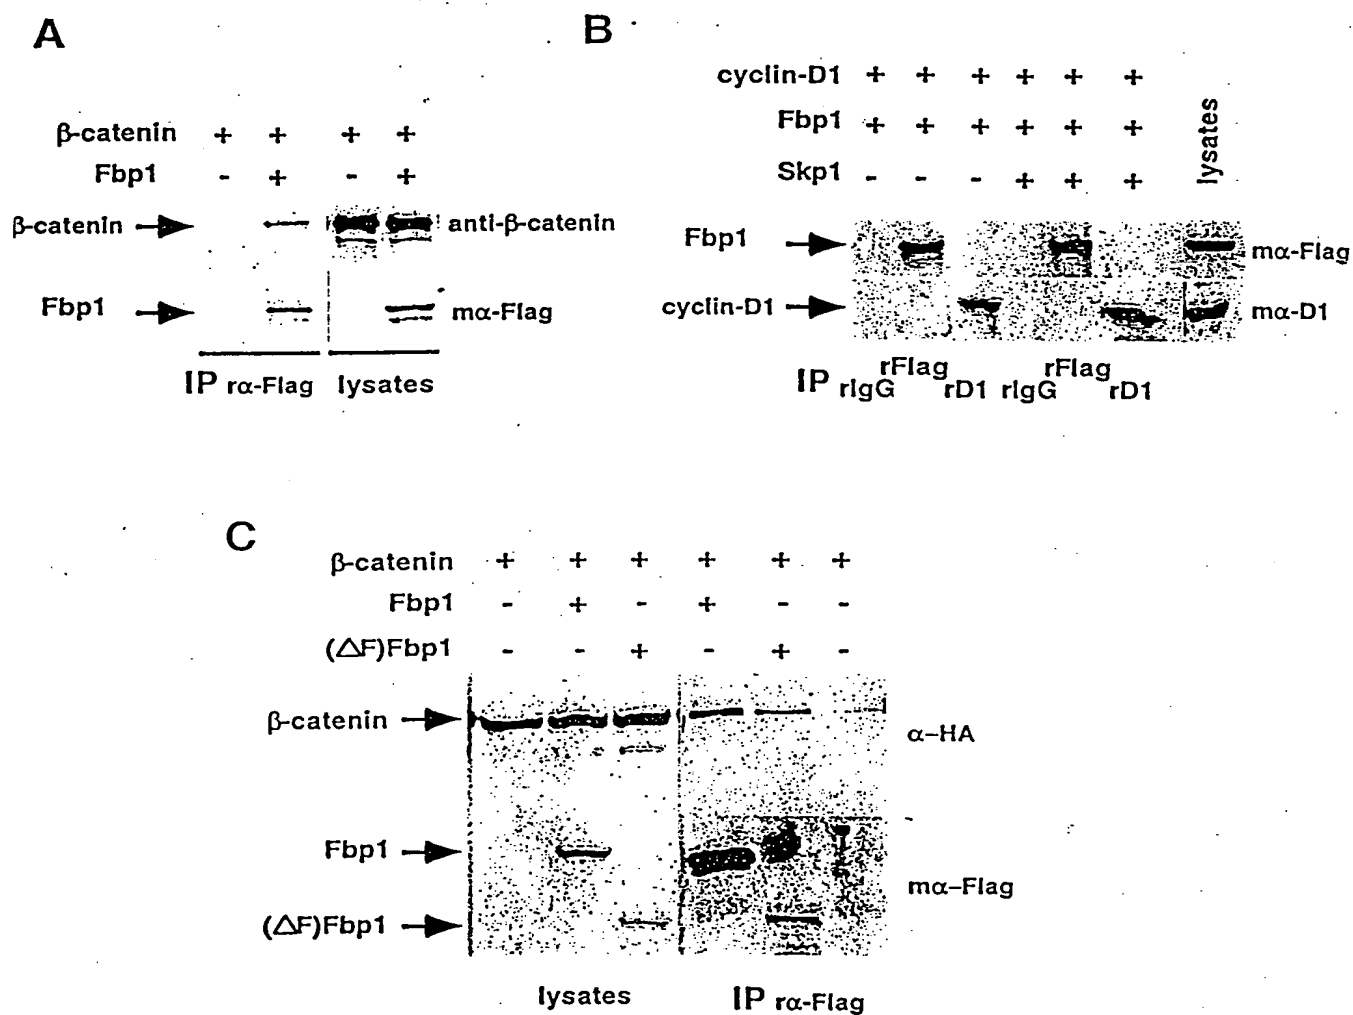 A
β-catenin + + + +
Fbp1 - + - +
β-catenin anti-β-catenin
Fbp1 mα-Flag
IP rα-Flag lysates
B
cyclin-D1 + + + + + +
Fbp1 + + + + + +
Skp1 - - - + + +
lysates
Fbp1 mα-Flag
cyclin-D1 mα-D1
IP rIgG rFlag rD1 rIgG rFlag rD1
C
β-catenin + + + + + +
Fbp1 - + - + - -
(△F)Fbp1 - - + - + -
β-catenin α-HA
Fbp1 mα-Flag
(△F)Fbp1
lysates IP rα-Flag